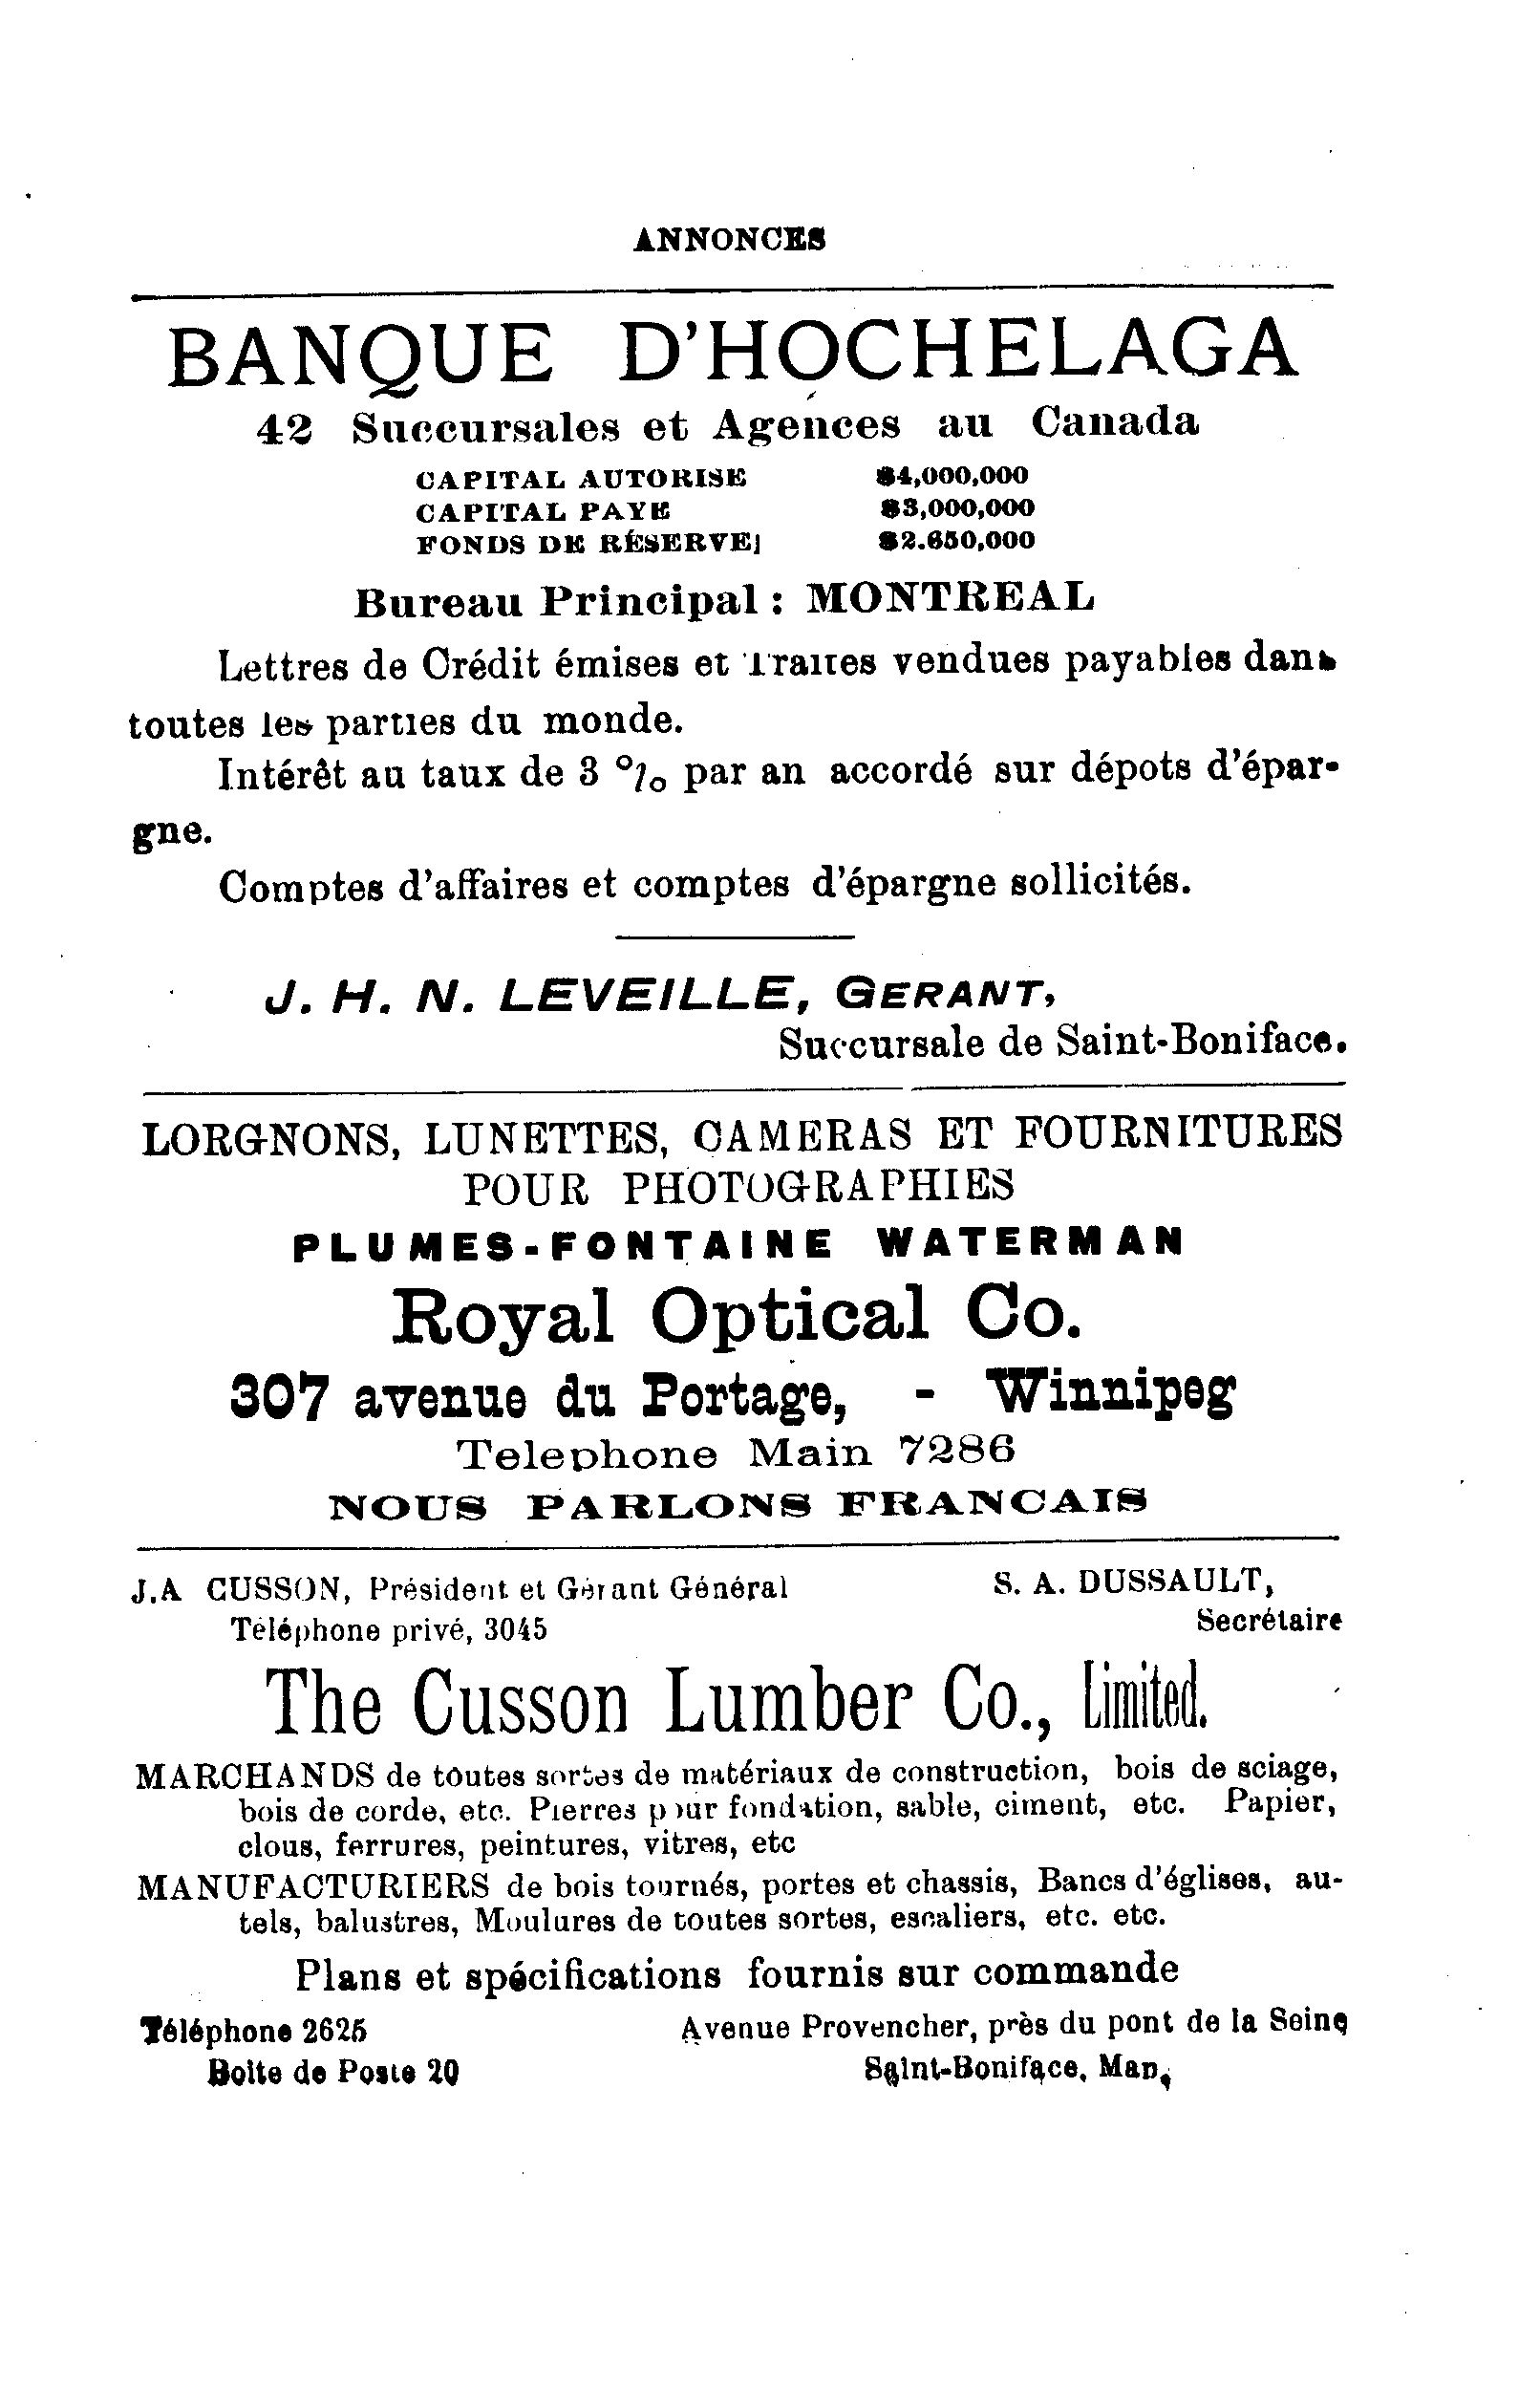 ANNONCES
BANQUE D'HOCHELAGA
42 Succursales et Agences au Canada
CAPITAL AUTORISE $4,000,000
CAPITAL PAYE $3,000,000
FONDS DE RÉSERVE $2.650,000
Bureau Principal : MONTREAL
Lettres de Crédit émises et Traites vendues payables dans
toutes les parties du monde.
Intérêt au taux de 3 % par an accordé sur dépots d'épar-
gne.
Comptes d'affaires et comptes d'épargne sollicités.
J. H. N. LEVEILLE, GERANT,
Succursale de Saint-Boniface.
LORGNONS, LUNETTES, CAMERAS ET FOURNITURES
POUR PHOTOGRAPHIES
PLUMES-FONTAINE WATERMAN
Royal Optical Co.
307 avenue du Portage, - Winnipeg
Telephone Main 7286
NOUS PARLONS FRANCAIS
J.A CUSSON, Président et Gérant Général S. A. DUSSAULT,
Téléphone privé, 3045 Secrétaire
The Cusson Lumber Co., Limited.
MARCHANDS de toutes sortes de matériaux de construction, bois de sciage,
bois de corde, etc. Pierres pour fondation, sable, ciment, etc. Papier,
clous, ferrures, peintures, vitres, etc
MANUFACTURIERS de bois tournés, portes et chassis, Bancs d'églises, au-
tels, balustres, Moulures de toutes sortes, escaliers, etc. etc.
Plans et spécifications fournis sur commande
Téléphone 2625 Avenue Provencher, près du pont de la Seine
Boite de Poste 20 Saint-Boniface, Man,